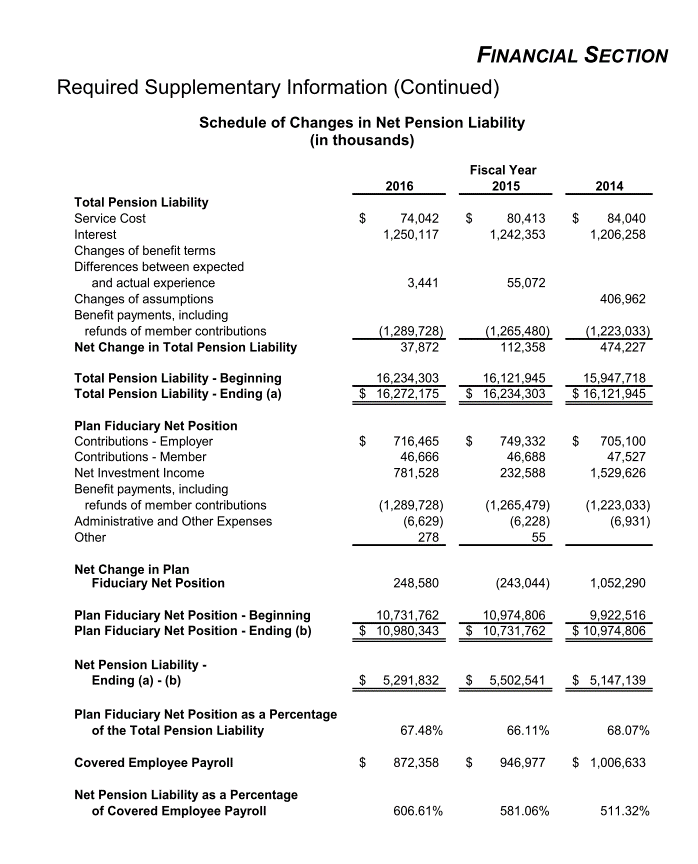 FINANCIAL SECTION
Required Supplementary Information (Continued)
Schedule of Changes in Net Pension Liability
(in thousands)
Fiscal Year
2016 2015 2014
Total Pension Liability
Service Cost $ 74,042 $ 80,413 $ 84,040
Interest 1,250,117 1,242,353 1,206,258
Changes of benefit terms
Differences between expected
and actual experience 3,441 55,072
Changes of assumptions 406,962
Benefit payments, including
refunds of member contributions (1,289,728) (1,265,480) (1,223,033)
Net Change in Total Pension Liability 37,872 112,358 474,227
Total Pension Liability - Beginning 16,234,303 16,121,945 15,947,718
Total Pension Liability - Ending (a) $ 16,272,175 $ 16,234,303 $ 16,121,945
Plan Fiduciary Net Position
Contributions - Employer $ 716,465 $ 749,332 $ 705,100
Contributions - Member 46,666 46,688 47,527
Net Investment Income 781,528 232,588 1,529,626
Benefit payments, including
refunds of member contributions (1,289,728) (1,265,479) (1,223,033)
Administrative and Other Expenses (6,629) (6,228) (6,931)
Other 278 55
Net Change in Plan
Fiduciary Net Position 248,580 (243,044) 1,052,290
Plan Fiduciary Net Position - Beginning 10,731,762 10,974,806 9,922,516
Plan Fiduciary Net Position - Ending (b) $ 10,980,343 $ 10,731,762 $ 10,974,806
Net Pension Liability -
Ending (a) - (b) $ 5,291,832 $ 5,502,541 $ 5,147,139
Plan Fiduciary Net Position as a Percentage
of the Total Pension Liability 67.48% 66.11% 68.07%
Covered Employee Payroll $ 872,358 $ 946,977 $ 1,006,633
Net Pension Liability as a Percentage
of Covered Employee Payroll 606.61% 581.06% 511.32%